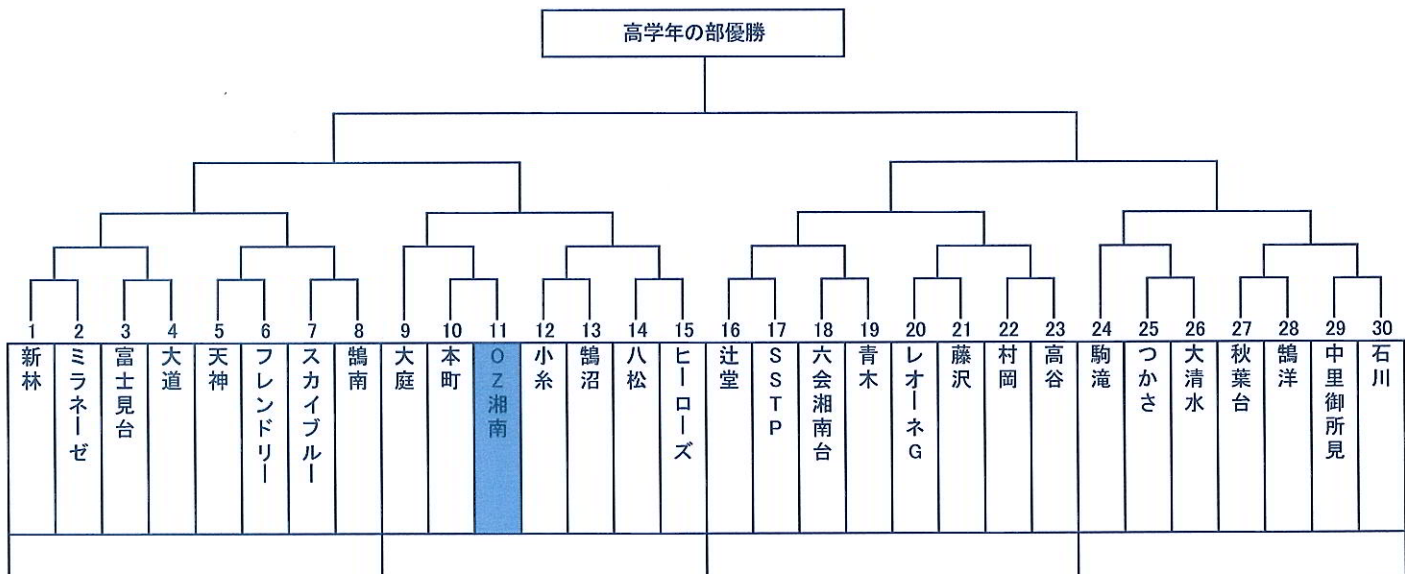 高学年の部優勝
1
2
3
4
5
6
7
8
9
10
11
12
13
14
15
16
17
18
19
20
21
22
23
24
25
26
27
28
29
30
新林
ミラネーゼ
富士見台
大道
天神
フレンドリー
スカイブルー
鵠南
大庭
本町
OZ湘南
小糸
鵠沼
八松
ヒーローズ
辻堂
SSTP
六会湘南台
青木
レオーネG
藤沢
村岡
高谷
駒滝
つかさ
大清水
秋葉台
鵠洋
中里御所見
石川